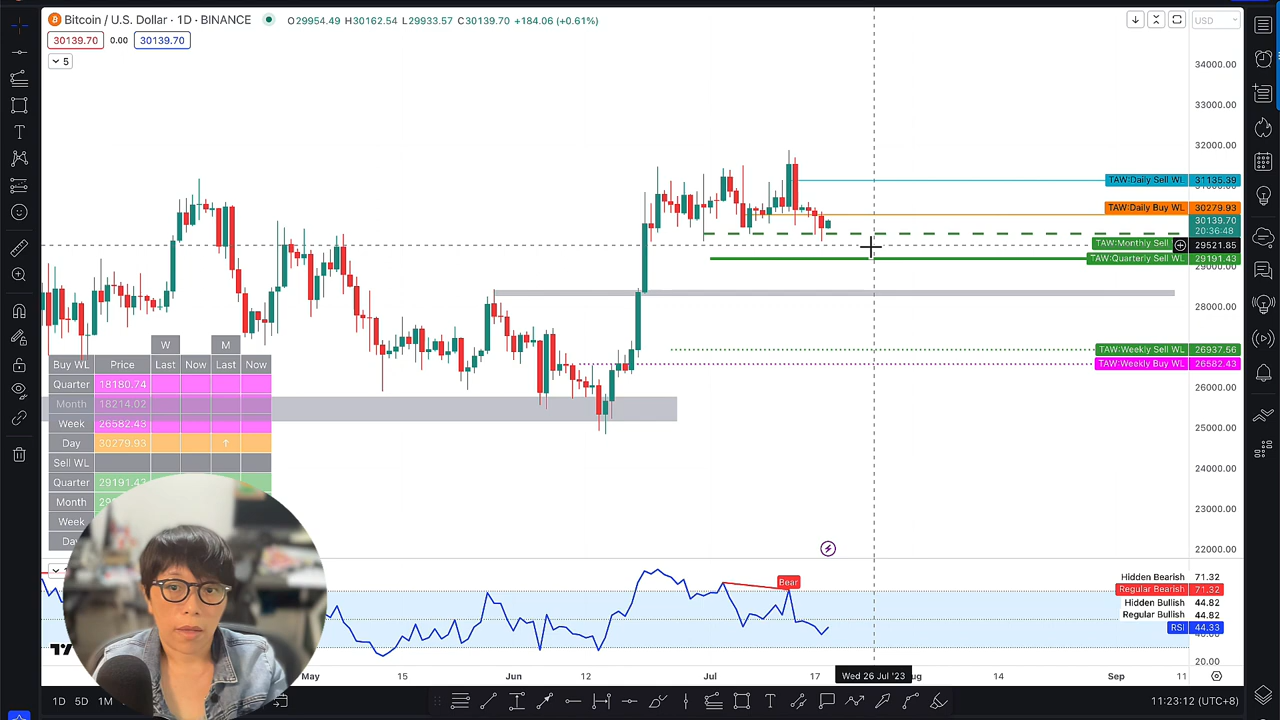 Bitcoin / U.S. Dollar · 1D · BINANCE O29954.49 H30162.54 L29933.57 C30139.70 +184.06 (+0.61%)
USD
30139.70 0.00 30139.70
5
34000.00
33000.00
32000.00
TAW:Daily Sell WL 31135.39
TAW:Daily Buy WL 30279.93
30139.70
20:36:48
TAW:Monthly Sell 29521.85
TAW:Quarterly Sell WL 29191.43
29000.00
28000.00
TAW:Weekly Sell WL 26937.56
TAW:Weekly Buy WL 26582.43
26000.00
25000.00
24000.00
23000.00
22000.00
W M
Buy WL Price Last Now Last Now
Quarter 18180.74
Month 18214.02
Week 26582.43
Day 30279.93 ↑
Sell WL
Quarter 29191.43
Month
Week
Bear
Hidden Bearish 71.32
Regular Bearish 71.32
Hidden Bullish 44.82
Regular Bullish 44.82
RSI 44.33
20.00
May 15 Jun 12 Jul 17 Wed 26 Jul '23 14 Sep 11
1D 5D 1M
11:23:12 (UTC+8)